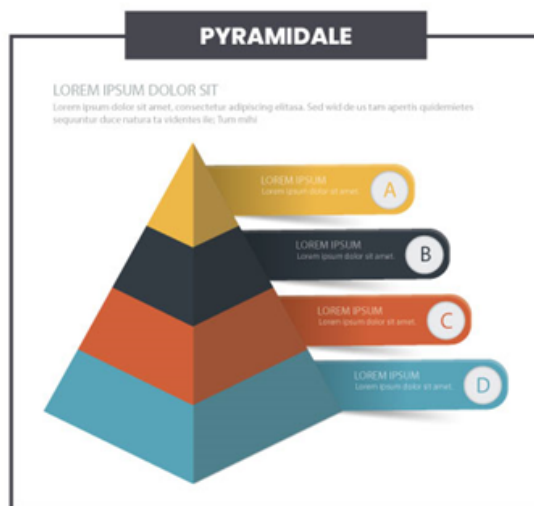 PYRAMIDALE
LOREM IPSUM DOLOR SIT
Lorem ipsum dolor sit amet, consectetur adipiscing elitasa. Sed wid de us tam apertis quidemietes
sequuntur duce natura ta videntes ile; Tum mihi
LOREM IPSUM
Lorem ipsum dolor sit amet.
A
LOREM IPSUM
Lorem ipsum dolor sit amet.
B
LOREM IPSUM
Lorem ipsum dolor sit amet.
C
LOREM IPSUM
Lorem ipsum dolor sit amet.
D